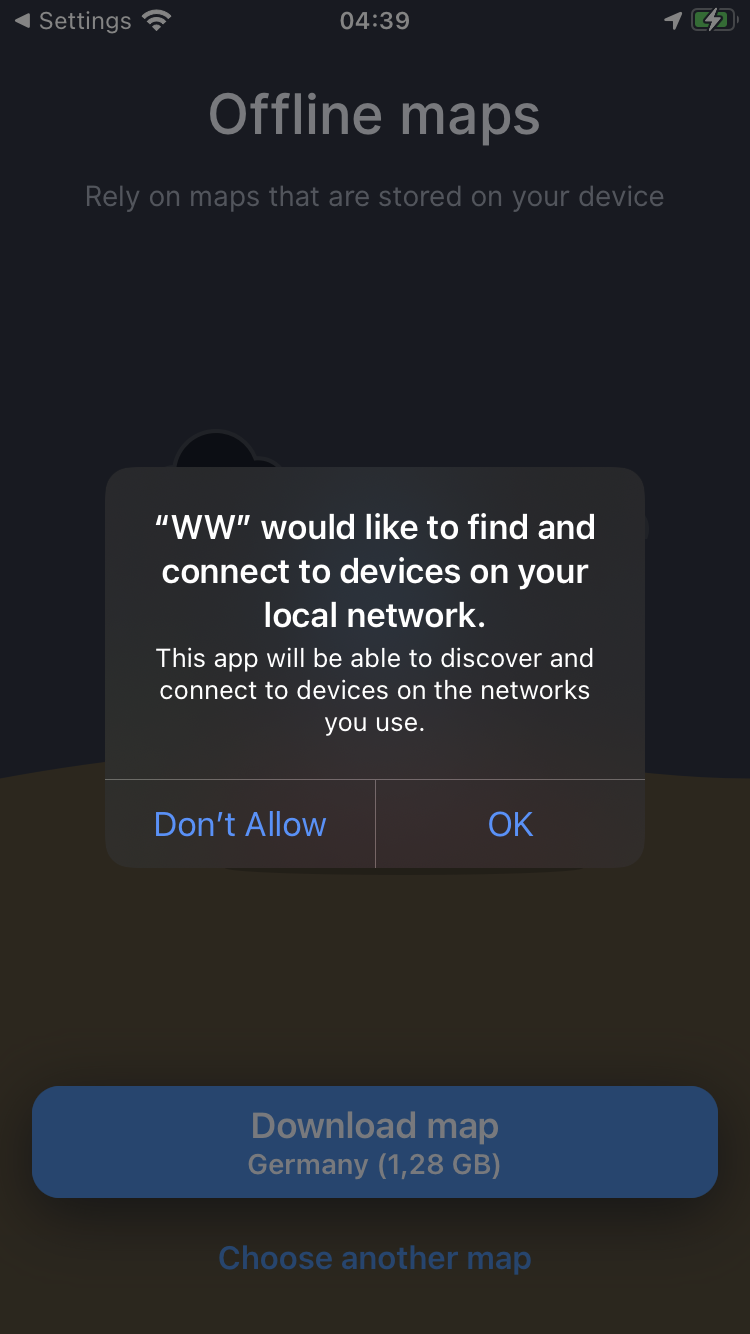 Settings
04:39
Offline maps
Rely on maps that are stored on your device
“WW” would like to find and
connect to devices on your
local network.
This app will be able to discover and
connect to devices on the networks
you use.
Don’t Allow
OK
Download map
Germany (1,28 GB)
Choose another map